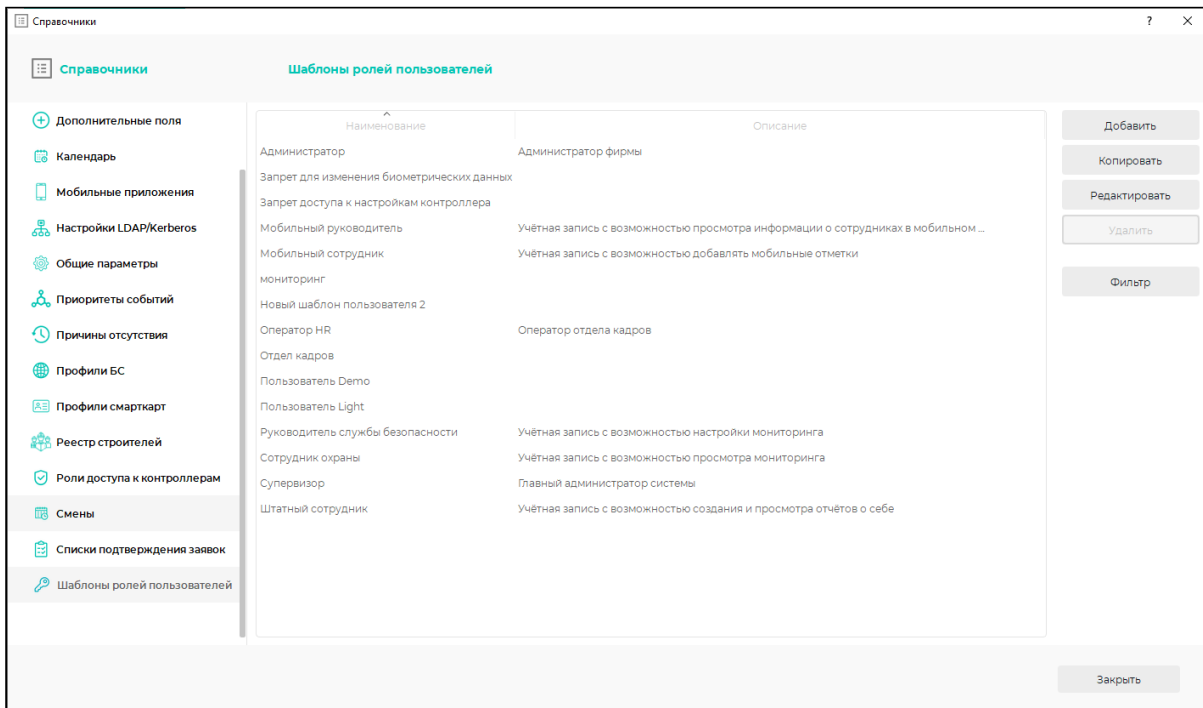 Справочники
? ×
Справочники
Шаблоны ролей пользователей
Дополнительные поля
Календарь
Мобильные приложения
Настройки LDAP/Kerberos
Общие параметры
Приоритеты событий
Причины отсутствия
Профили БС
Профили смарткарт
Реестр строителей
Роли доступа к контроллерам
Смены
Списки подтверждения заявок
Шаблоны ролей пользователей
Наименование Описание
Администратор Администратор фирмы
Запрет для изменения биометрических данных
Запрет доступа к настройкам контроллера
Мобильный руководитель Учётная запись с возможностью просмотра информации о сотрудниках в мобильном ...
Мобильный сотрудник Учётная запись с возможностью добавлять мобильные отметки
мониторинг
Новый шаблон пользователя 2
Оператор HR Оператор отдела кадров
Отдел кадров
Пользователь Demo
Пользователь Light
Руководитель службы безопасности Учётная запись с возможностью настройки мониторинга
Сотрудник охраны Учётная запись с возможностью просмотра мониторинга
Супервизор Главный администратор системы
Штатный сотрудник Учётная запись с возможностью создания и просмотра отчётов о себе
Добавить
Копировать
Редактировать
Удалить
Фильтр
Закрыть